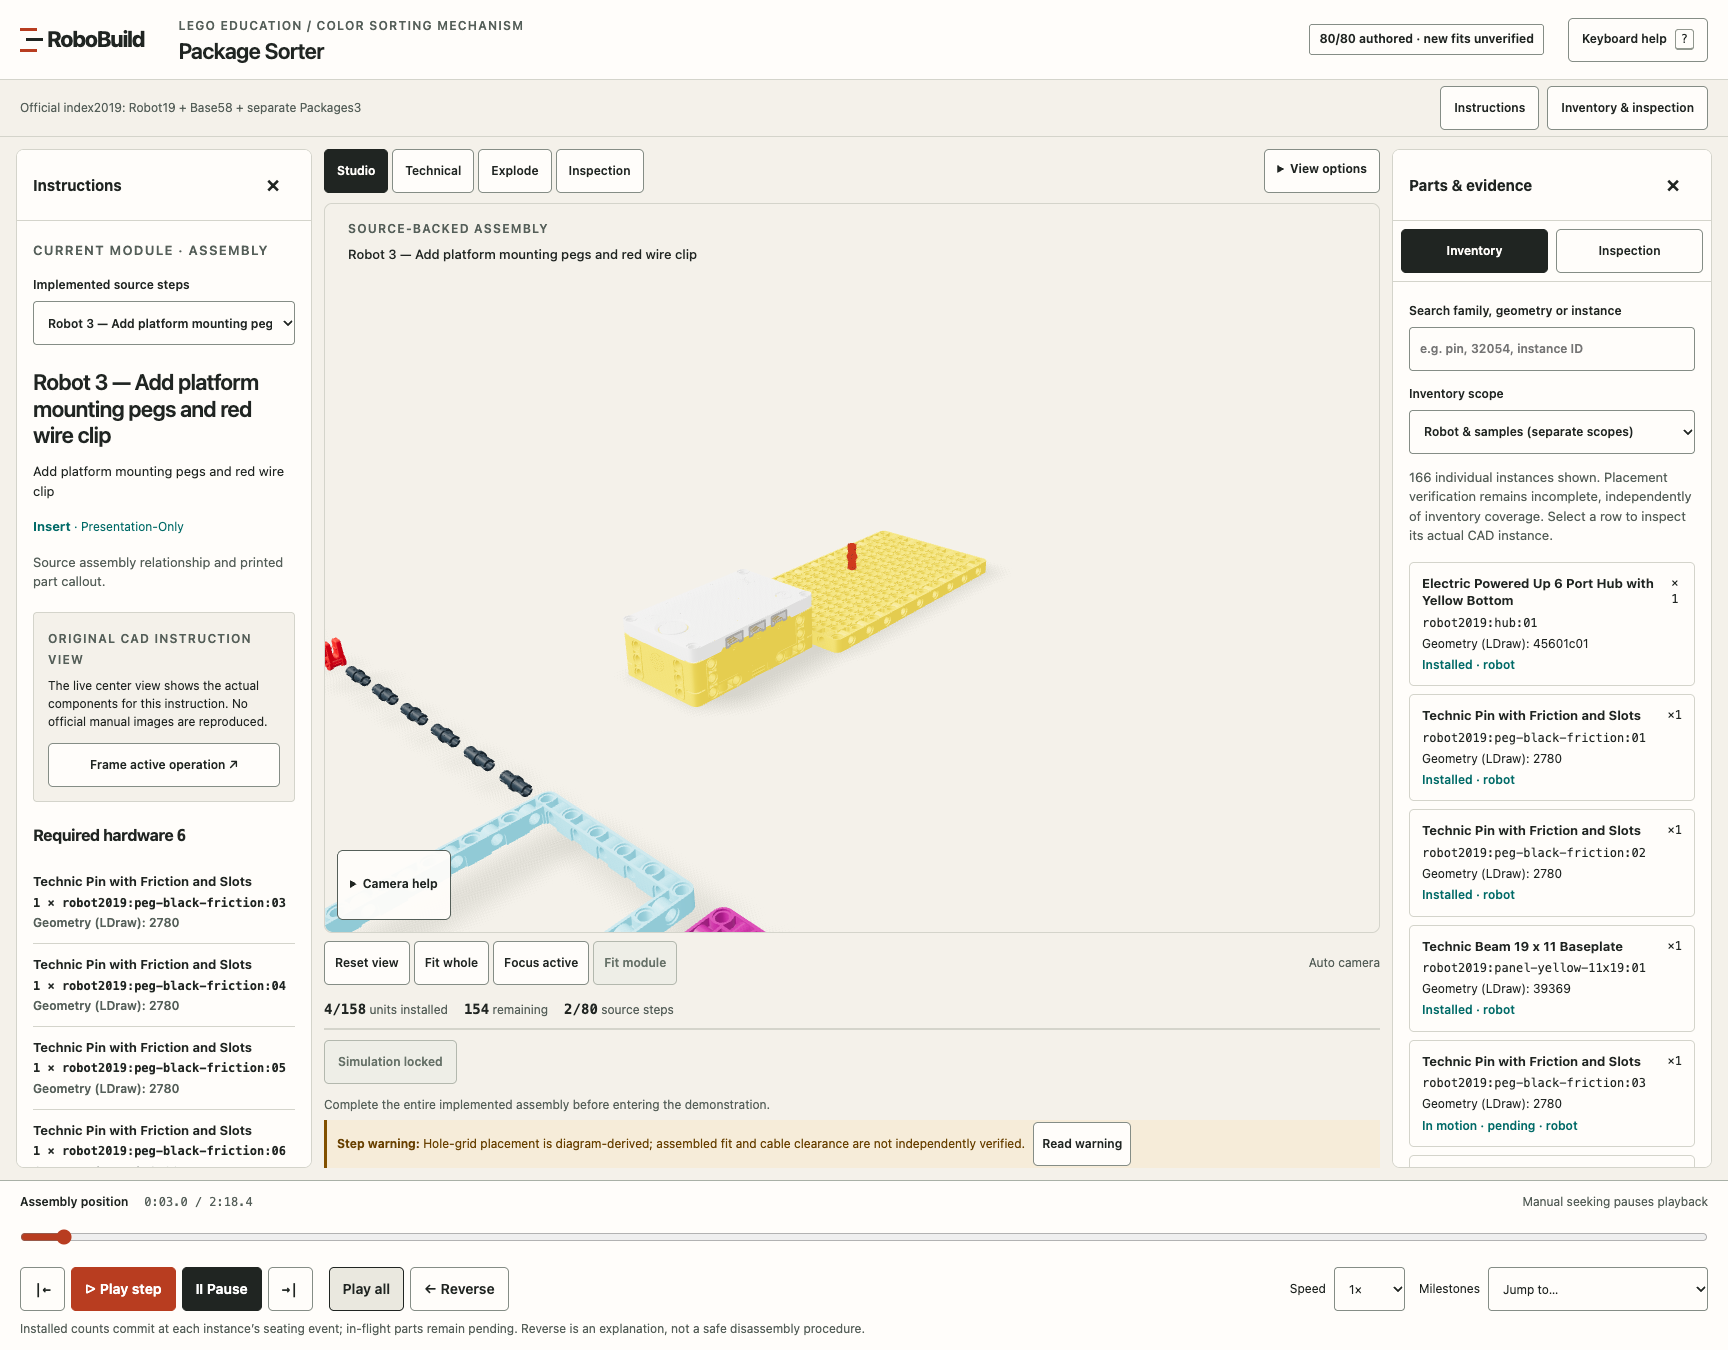 RoboBuild
LEGO EDUCATION / COLOR SORTING MECHANISM
Package Sorter
80/80 authored · new fits unverified
Keyboard help ?
Official index2019: Robot19 + Base58 + separate Packages3
Instructions
Inventory & inspection
Instructions
×
CURRENT MODULE · ASSEMBLY
Implemented source steps
Robot 3 — Add platform mounting peg
Robot 3 — Add platform
mounting pegs and red
wire clip
Add platform mounting pegs and red wire
clip
Insert · Presentation-Only
Source assembly relationship and printed
part callout.
ORIGINAL CAD INSTRUCTION
VIEW
The live center view shows the actual
components for this instruction. No
official manual images are reproduced.
Frame active operation ↗
Required hardware 6
Technic Pin with Friction and Slots
1 × robot2019:peg-black-friction:03
Geometry (LDraw): 2780
Technic Pin with Friction and Slots
1 × robot2019:peg-black-friction:04
Geometry (LDraw): 2780
Technic Pin with Friction and Slots
1 × robot2019:peg-black-friction:05
Geometry (LDraw): 2780
Technic Pin with Friction and Slots
1 × robot2019:peg-black-friction:06
Studio
Technical
Explode
Inspection
▶ View options
SOURCE-BACKED ASSEMBLY
Robot 3 — Add platform mounting pegs and red wire clip
▶ Camera help
Reset view
Fit whole
Focus active
Fit module
Auto camera
4/158 units installed 154 remaining 2/80 source steps
Simulation locked
Complete the entire implemented assembly before entering the demonstration.
Step warning: Hole-grid placement is diagram-derived; assembled fit and cable clearance are not independently verified.
Read warning
Parts & evidence
×
Inventory
Inspection
Search family, geometry or instance
e.g. pin, 32054, instance ID
Inventory scope
Robot & samples (separate scopes)
166 individual instances shown. Placement
verification remains incomplete, independently
of inventory coverage. Select a row to inspect
its actual CAD instance.
Electric Powered Up 6 Port Hub with ×
Yellow Bottom 1
robot2019:hub:01
Geometry (LDraw): 45601c01
Installed · robot
Technic Pin with Friction and Slots ×1
robot2019:peg-black-friction:01
Geometry (LDraw): 2780
Installed · robot
Technic Pin with Friction and Slots ×1
robot2019:peg-black-friction:02
Geometry (LDraw): 2780
Installed · robot
Technic Beam 19 x 11 Baseplate ×1
robot2019:panel-yellow-11x19:01
Geometry (LDraw): 39369
Installed · robot
Technic Pin with Friction and Slots ×1
robot2019:peg-black-friction:03
Geometry (LDraw): 2780
In motion · pending · robot
Assembly position 0:03.0 / 2:18.4
Manual seeking pauses playback
|←
▷ Play step
⏸ Pause
→|
Play all
← Reverse
Speed 1×
Milestones Jump to…
Installed counts commit at each instance's seating event; in-flight parts remain pending. Reverse is an explanation, not a safe disassembly procedure.